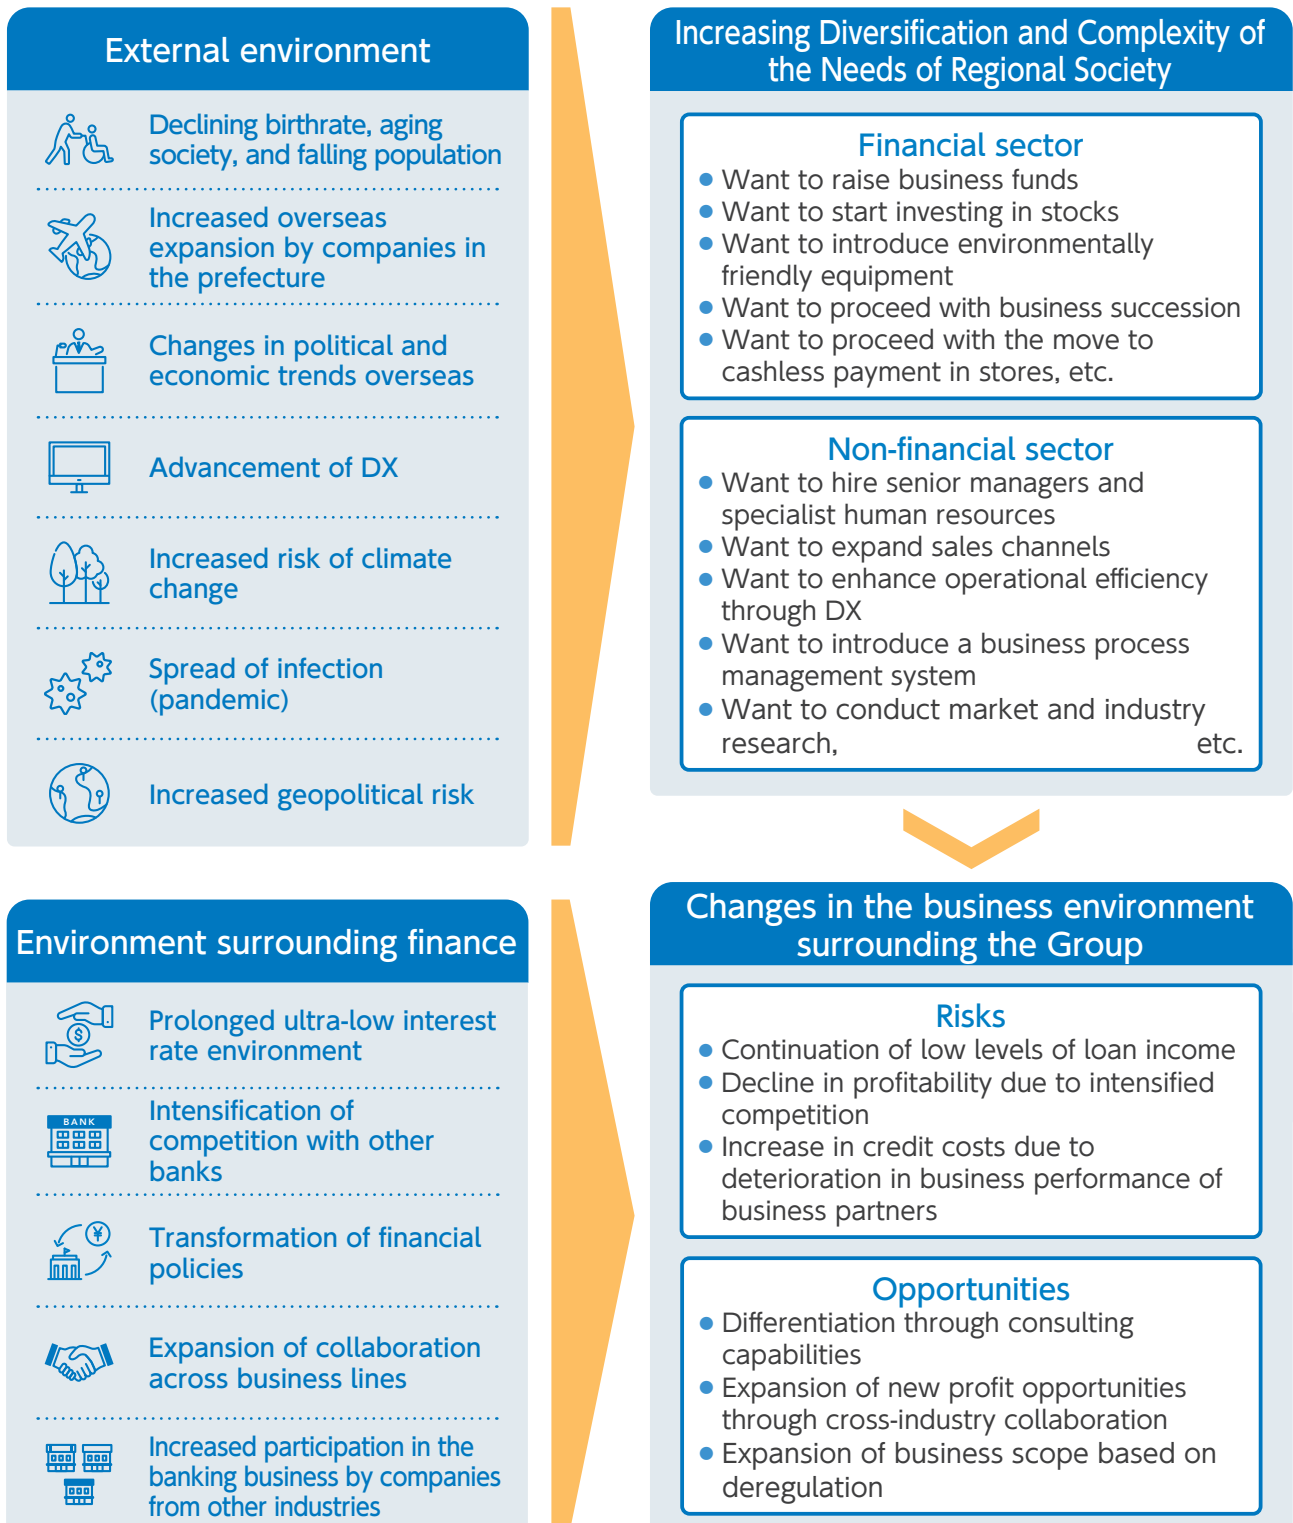 External environment
Declining birthrate, aging
society, and falling population
Increased overseas
expansion by companies in
the prefecture
Changes in political and
economic trends overseas
Advancement of DX
Increased risk of climate
change
Spread of infection
(pandemic)
Increased geopolitical risk
Increasing Diversification and Complexity of
the Needs of Regional Society
Financial sector
● Want to raise business funds
● Want to start investing in stocks
● Want to introduce environmentally
friendly equipment
● Want to proceed with business succession
● Want to proceed with the move to
cashless payment in stores, etc.
Non-financial sector
● Want to hire senior managers and
specialist human resources
● Want to expand sales channels
● Want to enhance operational efficiency
through DX
● Want to introduce a business process
management system
● Want to conduct market and industry
research, etc.
Environment surrounding finance
$
Prolonged ultra-low interest
rate environment
BANK
Intensification of
competition with other
banks
¥
Transformation of financial
policies
Expansion of collaboration
across business lines
Increased participation in the
banking business by companies
from other industries
Changes in the business environment
surrounding the Group
Risks
● Continuation of low levels of loan income
● Decline in profitability due to intensified
competition
● Increase in credit costs due to
deterioration in business performance of
business partners
Opportunities
● Differentiation through consulting
capabilities
● Expansion of new profit opportunities
through cross-industry collaboration
● Expansion of business scope based on
deregulation